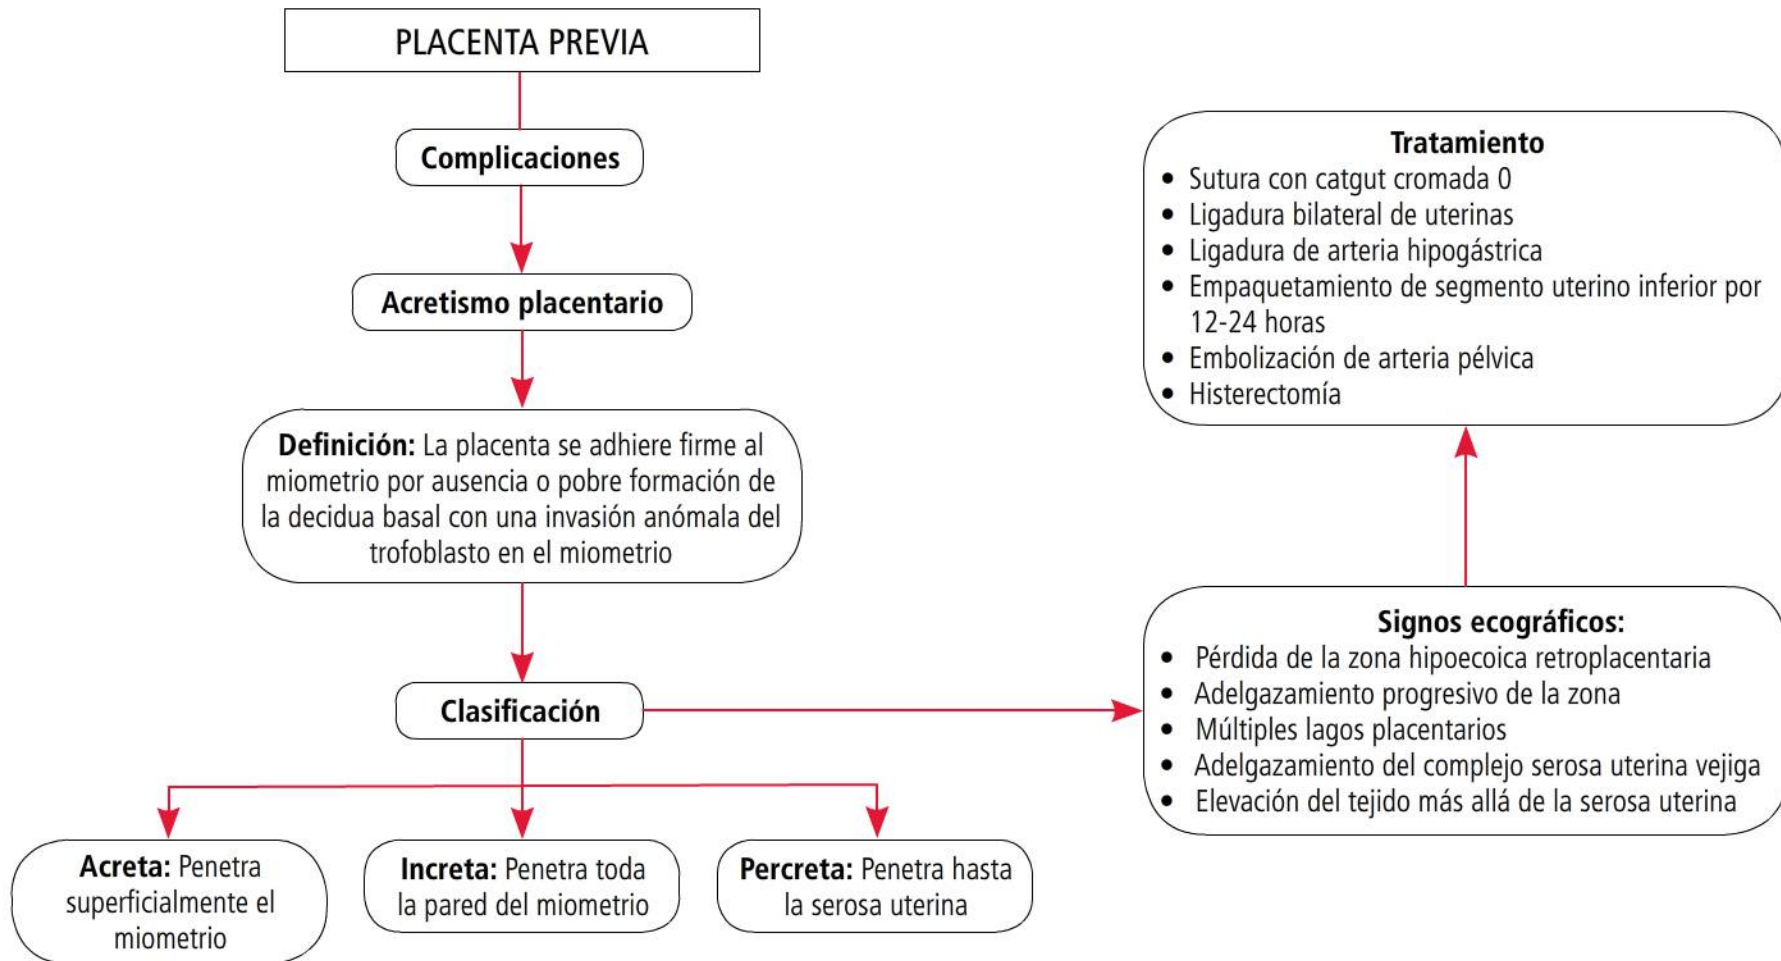 PLACENTA PREVIA
Complicaciones
Acretismo placentario
Definición: La placenta se adhiere firme al
miometrio por ausencia o pobre formación de
la decidua basal con una invasión anómala del
trofoblasto en el miometrio
Clasificación
Acreta: Penetra
superficialmente el
miometrio
Increta: Penetra toda
la pared del miometrio
Percreta: Penetra hasta
la serosa uterina
Signos ecográficos:
• Pérdida de la zona hipoecoica retroplacentaria
• Adelgazamiento progresivo de la zona
• Múltiples lagos placentarios
• Adelgazamiento del complejo serosa uterina vejiga
• Elevación del tejido más allá de la serosa uterina
Tratamiento
• Sutura con catgut cromada 0
• Ligadura bilateral de uterinas
• Ligadura de arteria hipogástrica
• Empaquetamiento de segmento uterino inferior por
12-24 horas
• Embolización de arteria pélvica
• Histerectomía